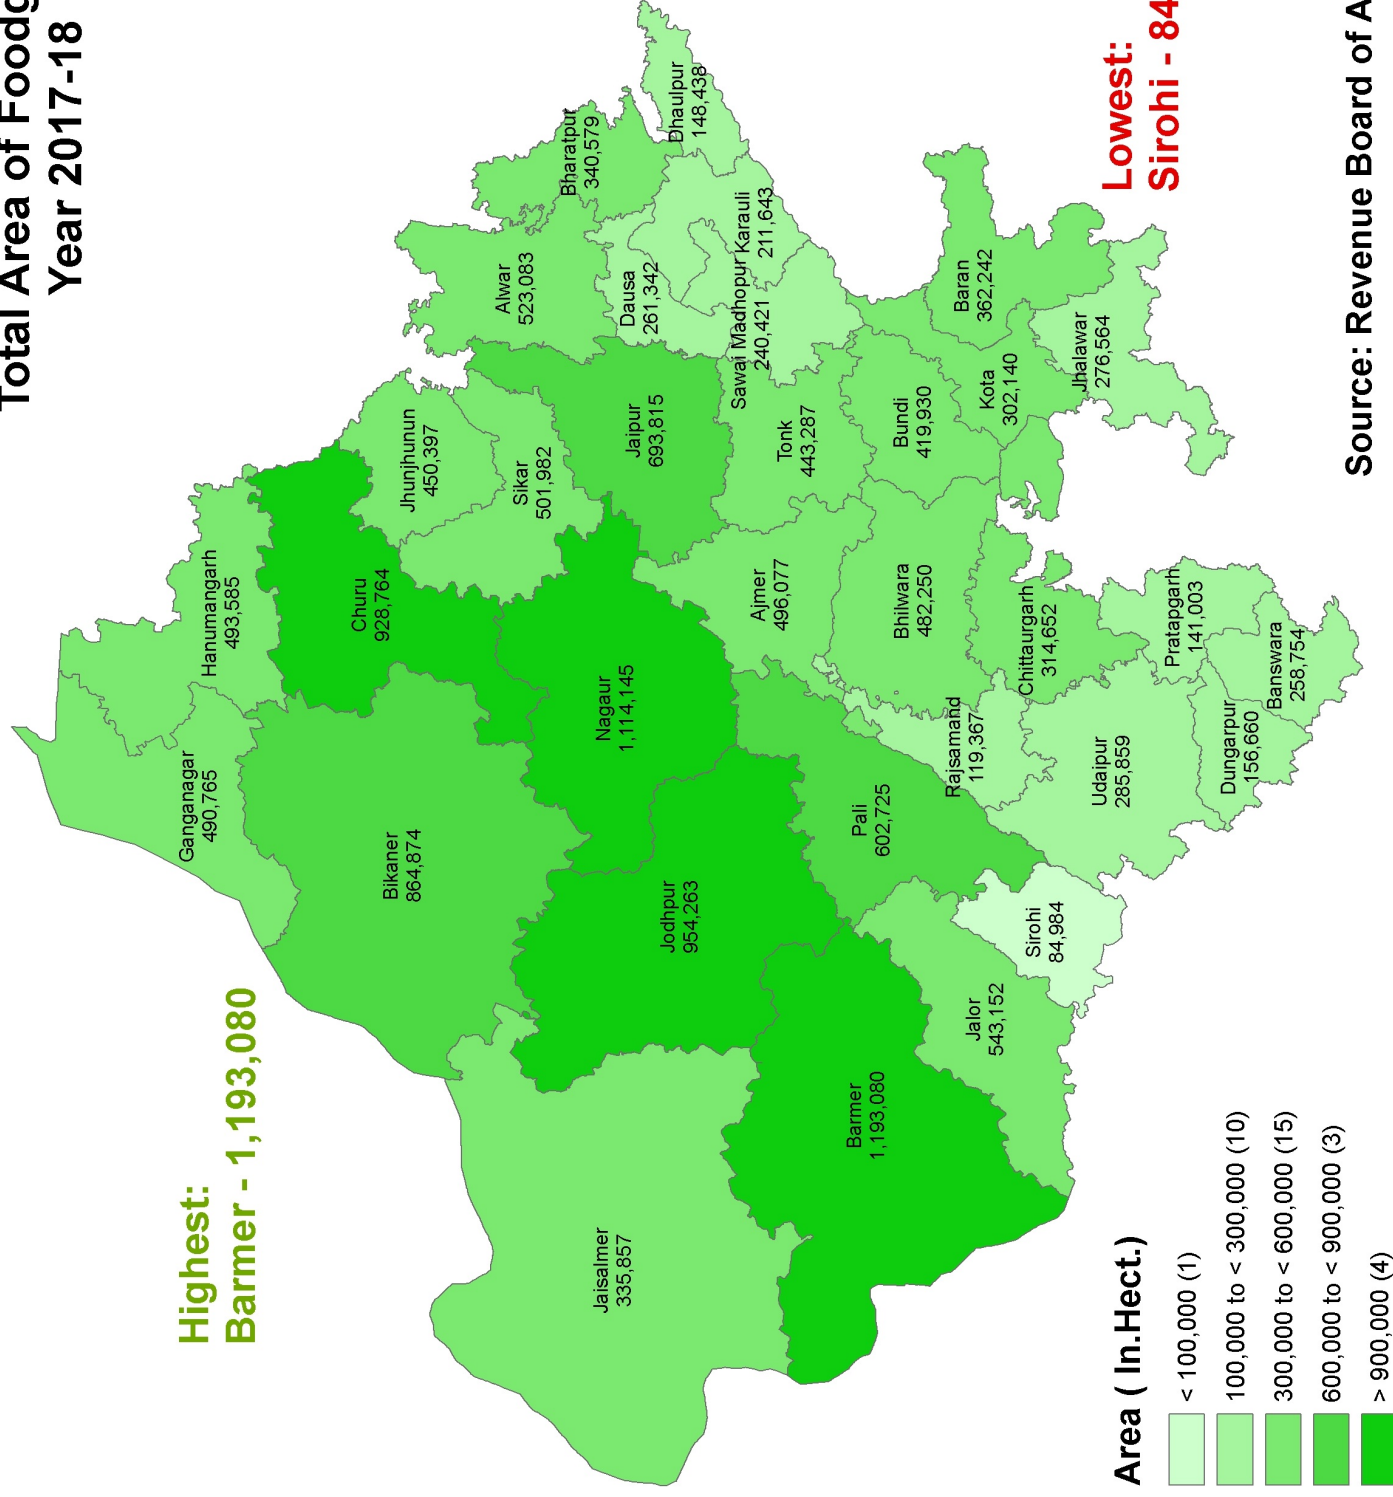 Total Area of Foodg
Year 2017-18
Highest:
Barmer - 1,193,080
Ganganagar
490,765
Hanumangarh
493,585
Churu
928,764
Bikaner
864,874
Jhunjhunun
450,397
Sikar
501,982
Alwar
523,083
Bharatpur
340,579
Dhaulpur
148,438
Dausa
261,342
Karauli
211,643
Sawai Madhopur
240,421
Jaipur
693,815
Nagaur
1,114,145
Jodhpur
954,263
Jaisalmer
335,857
Barmer
1,193,080
Tonk
443,287
Ajmer
496,077
Pali
602,725
Jalor
543,152
Sirohi
84,984
Rajsamand
119,367
Bhilwara
482,250
Bundi
419,930
Kota
302,140
Baran
362,242
Jhalawar
276,564
Chittaurgarh
314,652
Udaipur
285,859
Pratapgarh
141,003
Dungarpur
156,660
Banswara
258,754
Lowest:
Sirohi - 84
Area ( In.Hect.)
< 100,000 (1)
100,000 to < 300,000 (10)
300,000 to < 600,000 (15)
600,000 to < 900,000 (3)
> 900,000 (4)
Source: Revenue Board of A